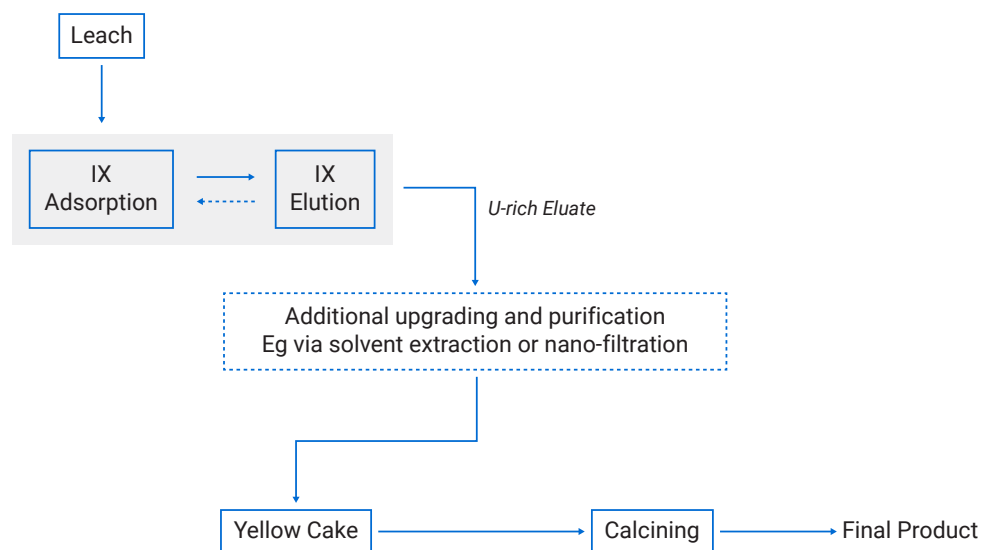 Leach
IX
Adsorption
IX
Elution
U-rich Eluate
Additional upgrading and purification
Eg via solvent extraction or nano-filtration
Yellow Cake
Calcining
Final Product